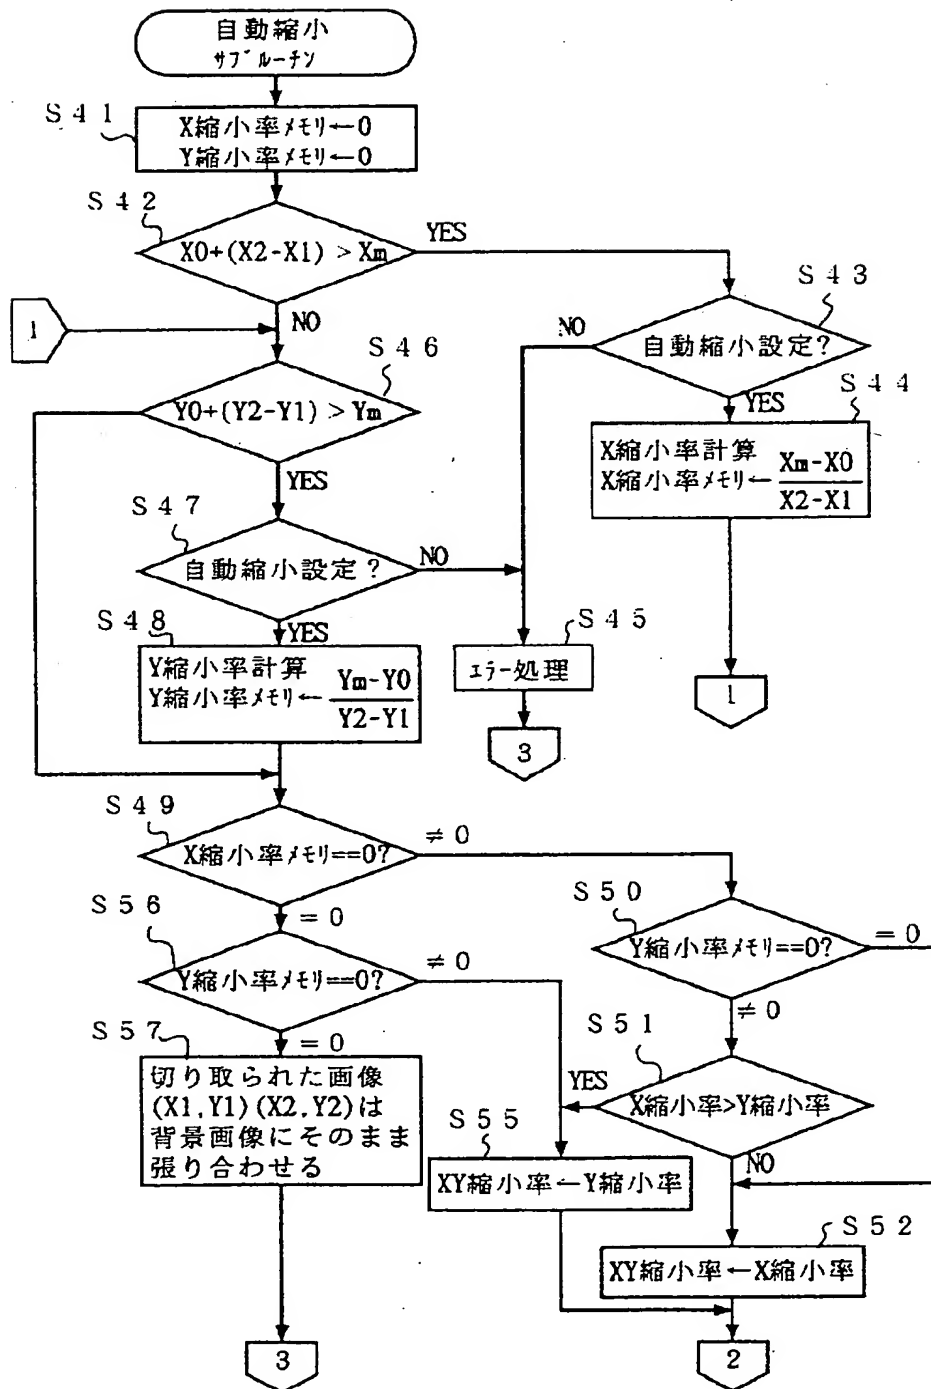 自動縮小
サブルーチン
S41
X縮小率メモリ←0
Y縮小率メモリ←0
S42
X0+(X2-X1) > Xm
YES
NO
1
S43
自動縮小設定?
NO
YES
S44
X縮小率計算
X縮小率メモリ← Xm-X0
X2-X1
1
S46
Y0+(Y2-Y1) > Ym
YES
S47
自動縮小設定?
NO
YES
S45
エラー処理
3
S48
Y縮小率計算
Y縮小率メモリ← Ym-Y0
Y2-Y1
S49
X縮小率メモリ==0?
≠0
=0
S50
Y縮小率メモリ==0?
=0
≠0
S56
Y縮小率メモリ==0?
≠0
=0
S51
X縮小率>Y縮小率
YES
NO
S57
切り取られた画像
(X1,Y1)(X2,Y2)は
背景画像にそのまま
張り合わせる
S55
XY縮小率←Y縮小率
S52
XY縮小率←X縮小率
3
2